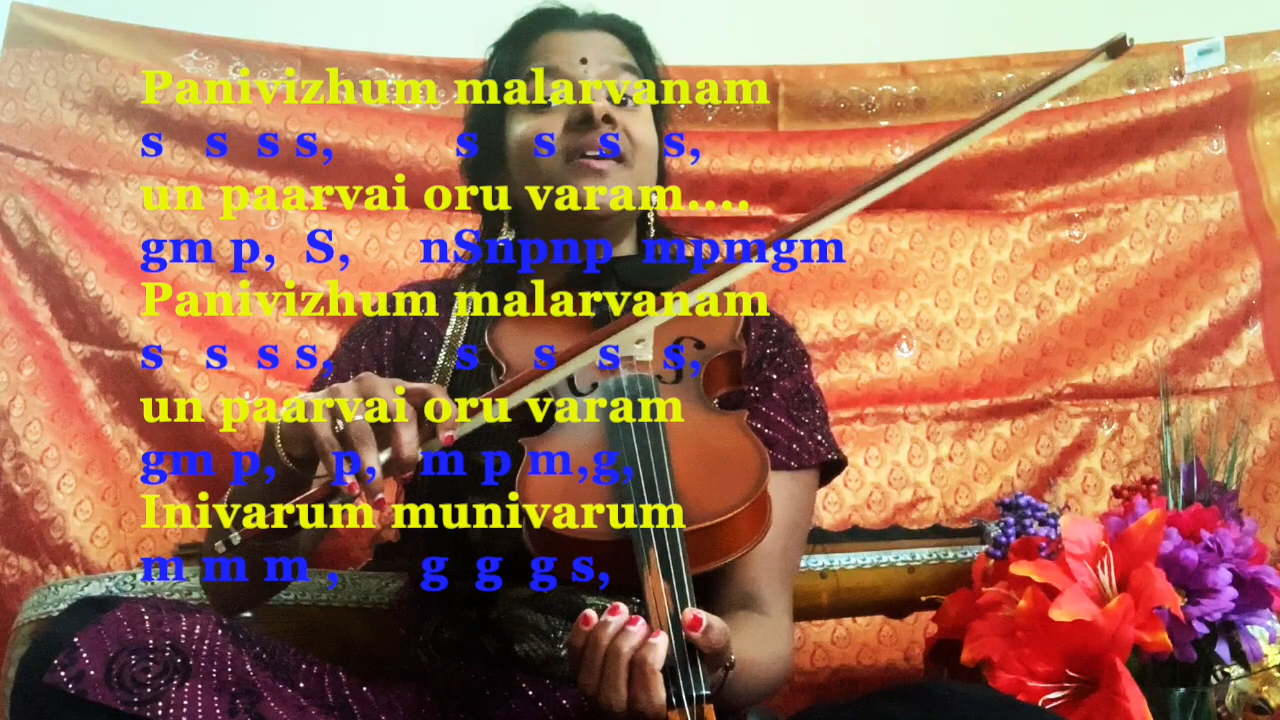 Panivizhum malarvanam
s s s s, s s s s,
un paarvai oru varam....
gm p, S, nSnpnp mpmgm
Panivizhum malarvanam
s s s s, s s s s,
un paarvai oru varam
gm p, p, m p m,g,
Inivarum munivarum
m m m , g g g s,